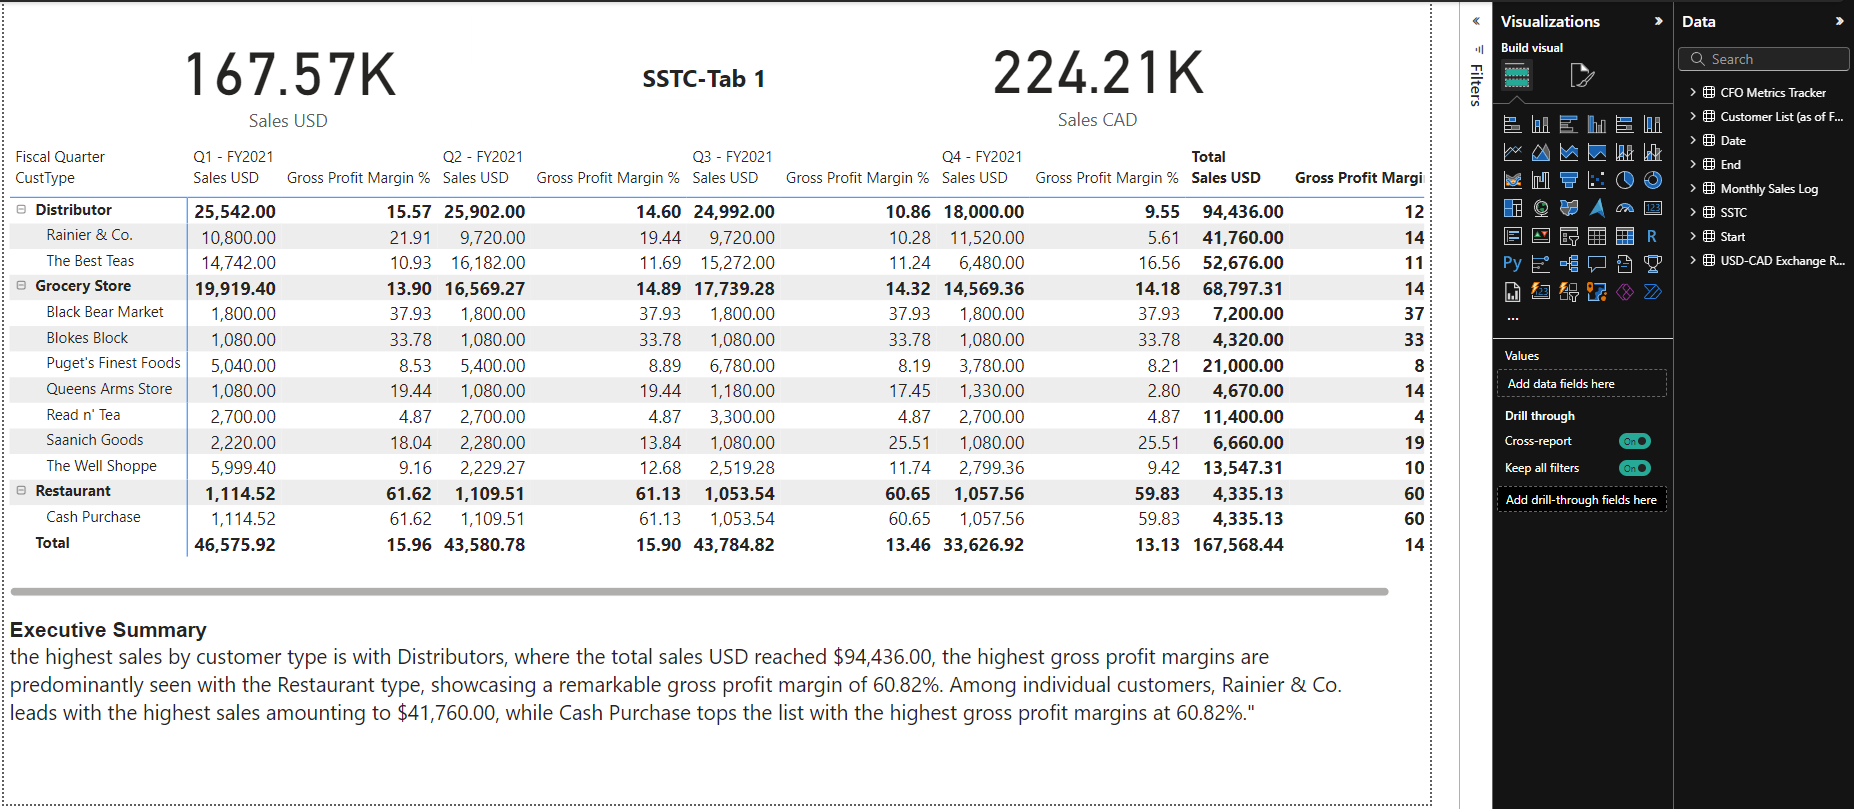 167.57K
Sales USD
SSTC-Tab 1
224.21K
Sales CAD
Fiscal Quarter Q1 - FY2021 Q2 - FY2021 Q3 - FY2021 Q4 - FY2021 Total
CustType Sales USD Gross Profit Margin % Sales USD Gross Profit Margin % Sales USD Gross Profit Margin % Sales USD Gross Profit Margin % Sales USD Gross Profit Margi
Distributor 25,542.00 15.57 25,902.00 14.60 24,992.00 10.86 18,000.00 9.55 94,436.00 12
Rainier & Co. 10,800.00 21.91 9,720.00 19.44 9,720.00 10.28 11,520.00 5.61 41,760.00 14
The Best Teas 14,742.00 10.93 16,182.00 11.69 15,272.00 11.24 6,480.00 16.56 52,676.00 11
Grocery Store 19,919.40 13.90 16,569.27 14.89 17,739.28 14.32 14,569.36 14.18 68,797.31 14
Black Bear Market 1,800.00 37.93 1,800.00 37.93 1,800.00 37.93 1,800.00 37.93 7,200.00 37
Blokes Block 1,080.00 33.78 1,080.00 33.78 1,080.00 33.78 1,080.00 33.78 4,320.00 33
Puget's Finest Foods 5,040.00 8.53 5,400.00 8.89 6,780.00 8.19 3,780.00 8.21 21,000.00 8
Queens Arms Store 1,080.00 19.44 1,080.00 19.44 1,180.00 17.45 1,330.00 2.80 4,670.00 14
Read n' Tea 2,700.00 4.87 2,700.00 4.87 3,300.00 4.87 2,700.00 4.87 11,400.00 4
Saanich Goods 2,220.00 18.04 2,280.00 13.84 1,080.00 25.51 1,080.00 25.51 6,660.00 19
The Well Shoppe 5,999.40 9.16 2,229.27 12.68 2,519.28 11.74 2,799.36 9.42 13,547.31 10
Restaurant 1,114.52 61.62 1,109.51 61.13 1,053.54 60.65 1,057.56 59.83 4,335.13 60
Cash Purchase 1,114.52 61.62 1,109.51 61.13 1,053.54 60.65 1,057.56 59.83 4,335.13 60
Total 46,575.92 15.96 43,580.78 15.90 43,784.82 13.46 33,626.92 13.13 167,568.44 14
Executive Summary
the highest sales by customer type is with Distributors, where the total sales USD reached $94,436.00, the highest gross profit margins are
predominantly seen with the Restaurant type, showcasing a remarkable gross profit margin of 60.82%. Among individual customers, Rainier & Co.
leads with the highest sales amounting to $41,760.00, while Cash Purchase tops the list with the highest gross profit margins at 60.82%."
Filters
Visualizations
Build visual
123
R
Py
123
...
Values
Add data fields here
Drill through
Cross-report On
Keep all filters On
Add drill-through fields here
Data
Search
CFO Metrics Tracker
Customer List (as of F...
Date
End
Monthly Sales Log
SSTC
Start
USD-CAD Exchange R...